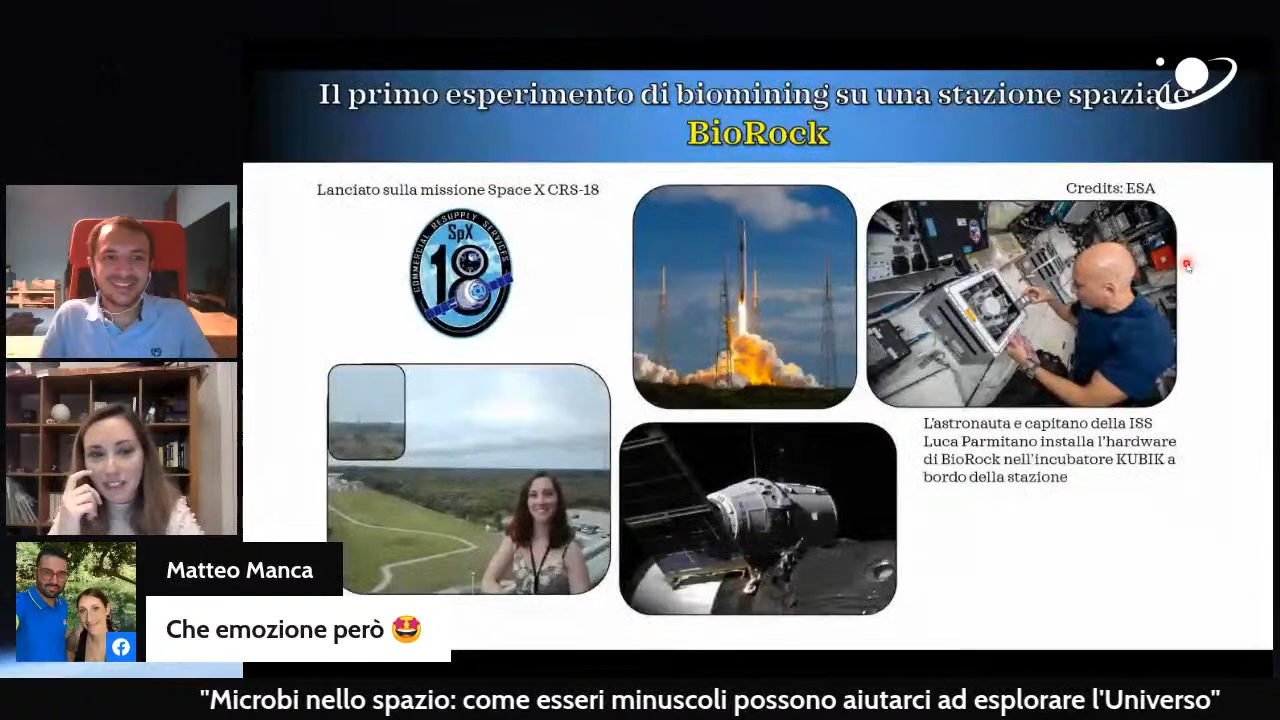 Il primo esperimento di biomining su una stazione spaziale:
BioRock
Lanciato sulla missione Space X CRS-18
COMMERCIAL RESUPPLY SERVICES
SpX
18
Credits: ESA
L'astronauta e capitano della ISS
Luca Parmitano installa l'hardware
di BioRock nell'incubatore KUBIK a
bordo della stazione
Matteo Manca
Che emozione però 🤩
"Microbi nello spazio: come esseri minuscoli possono aiutarci ad esplorare l'Universo"